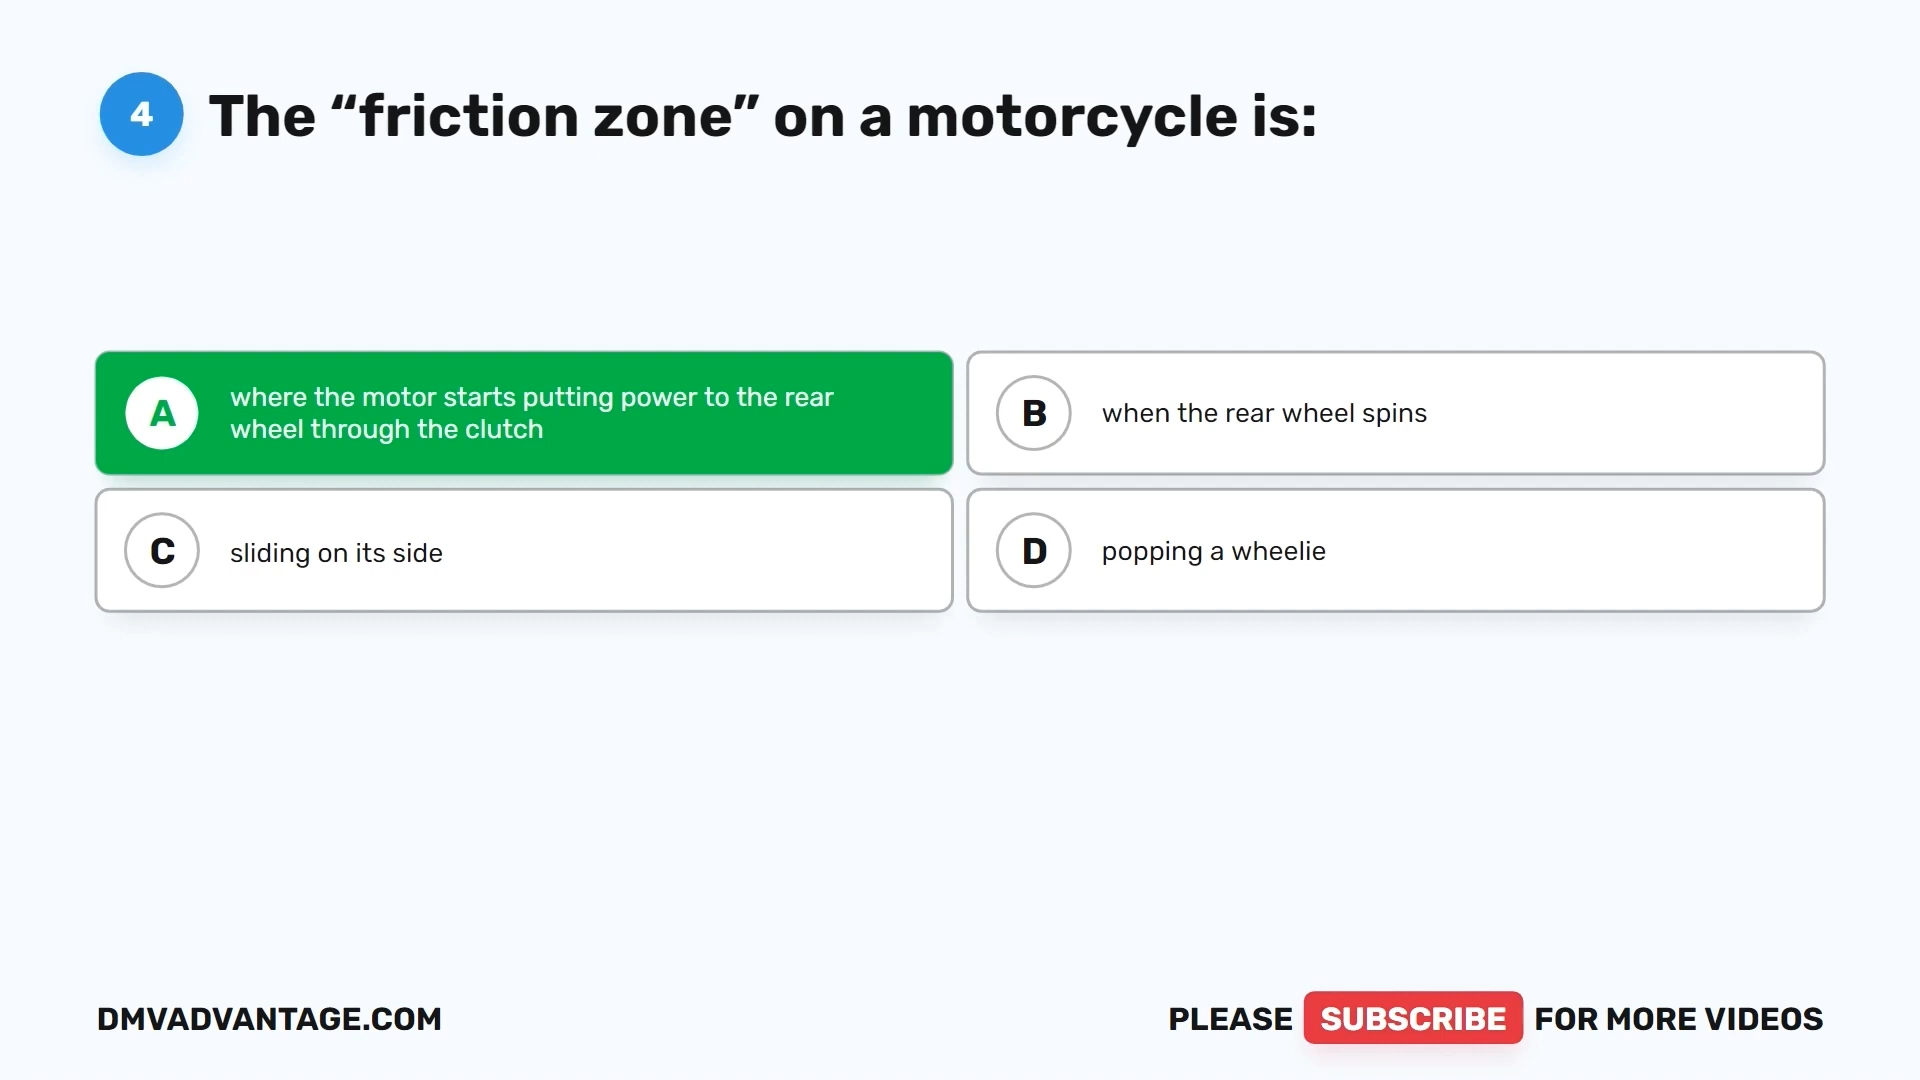 4
The “friction zone” on a motorcycle is:
A
where the motor starts putting power to the rear
wheel through the clutch
B
when the rear wheel spins
C
sliding on its side
D
popping a wheelie
DMVADVANTAGE.COM
PLEASE SUBSCRIBE FOR MORE VIDEOS